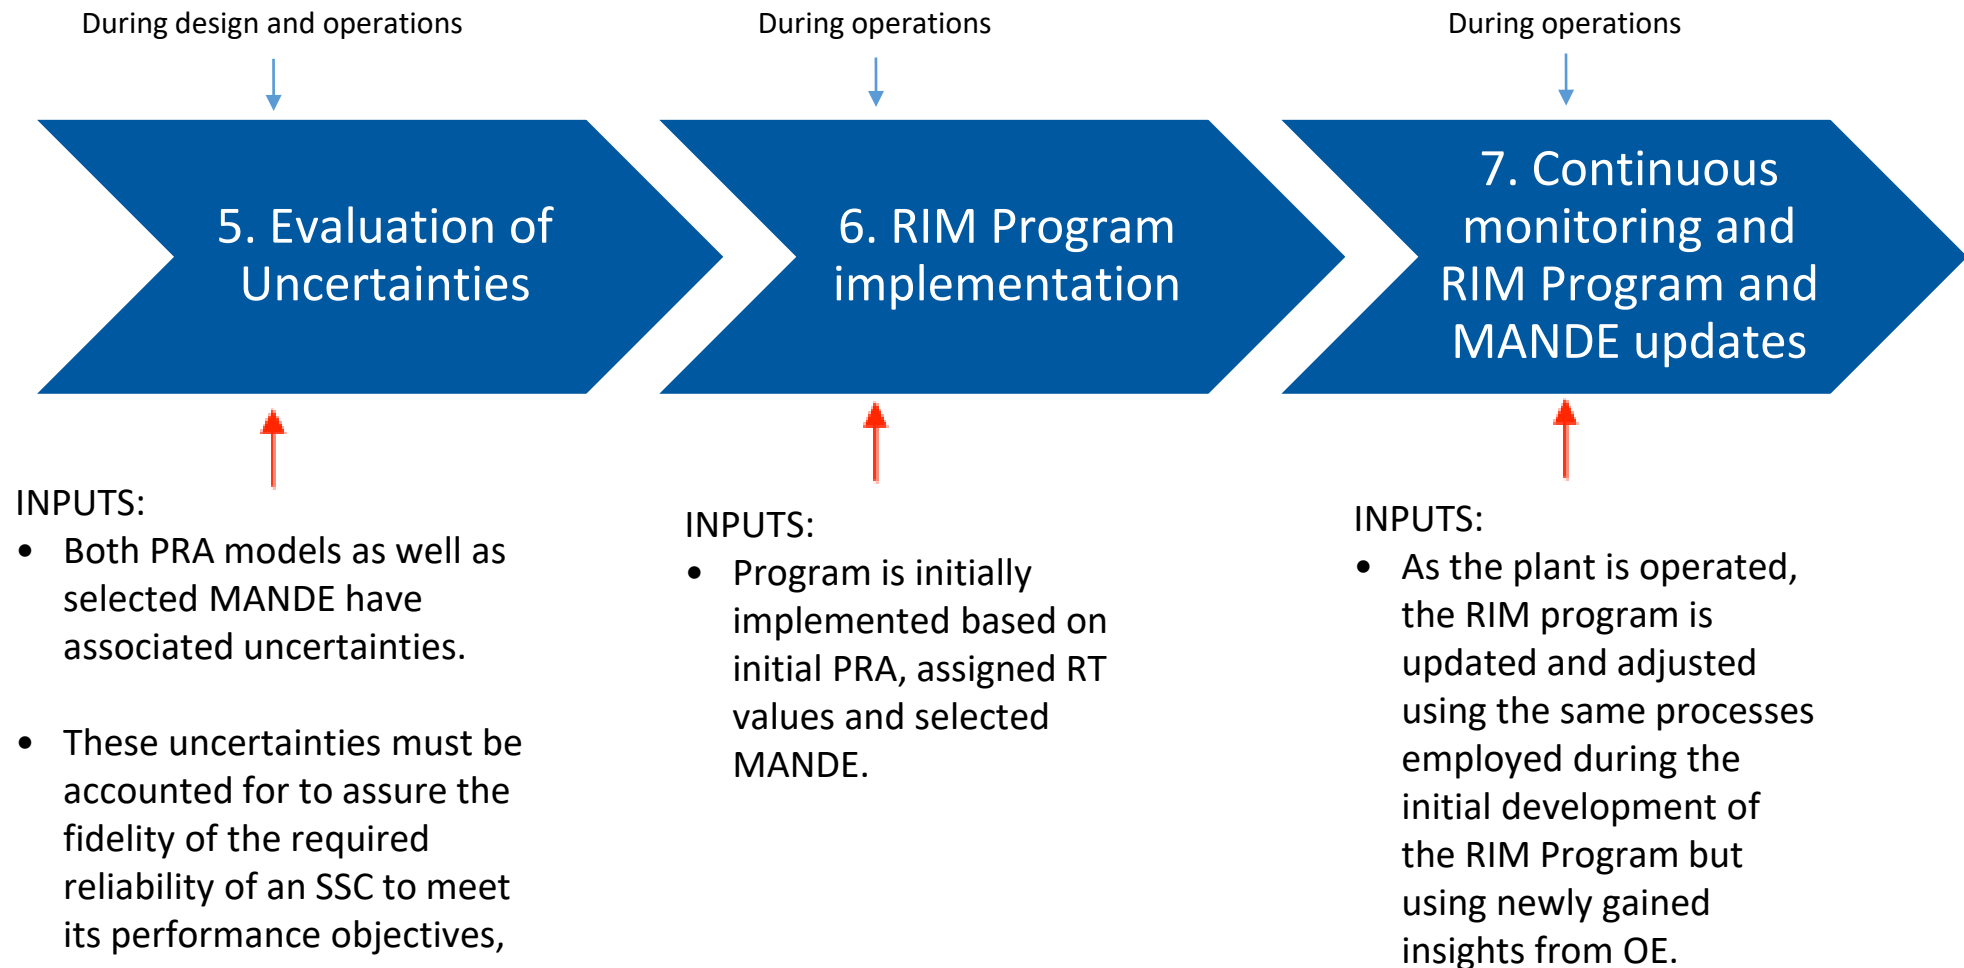 During design and operations
During operations
During operations
5. Evaluation of
Uncertainties
6. RIM Program
implementation
7. Continuous
monitoring and
RIM Program and
MANDE updates
INPUTS:
• Both PRA models as well as
selected MANDE have
associated uncertainties.
• These uncertainties must be
accounted for to assure the
fidelity of the required
reliability of an SSC to meet
its performance objectives,
INPUTS:
• Program is initially
implemented based on
initial PRA, assigned RT
values and selected
MANDE.
INPUTS:
• As the plant is operated,
the RIM program is
updated and adjusted
using the same processes
employed during the
initial development of
the RIM Program but
using newly gained
insights from OE.